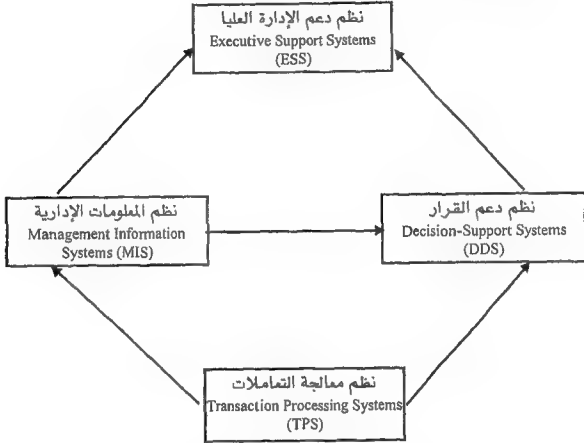 نظم دعم الإدارة العليا
Executive Support Systems
(ESS)
نظم المعلومات الإدارية
Management Information
Systems (MIS)
نظم دعم القرار
Decision-Support Systems
(DDS)
نظم معالجة التعاملات
Transaction Processing Systems
(TPS)